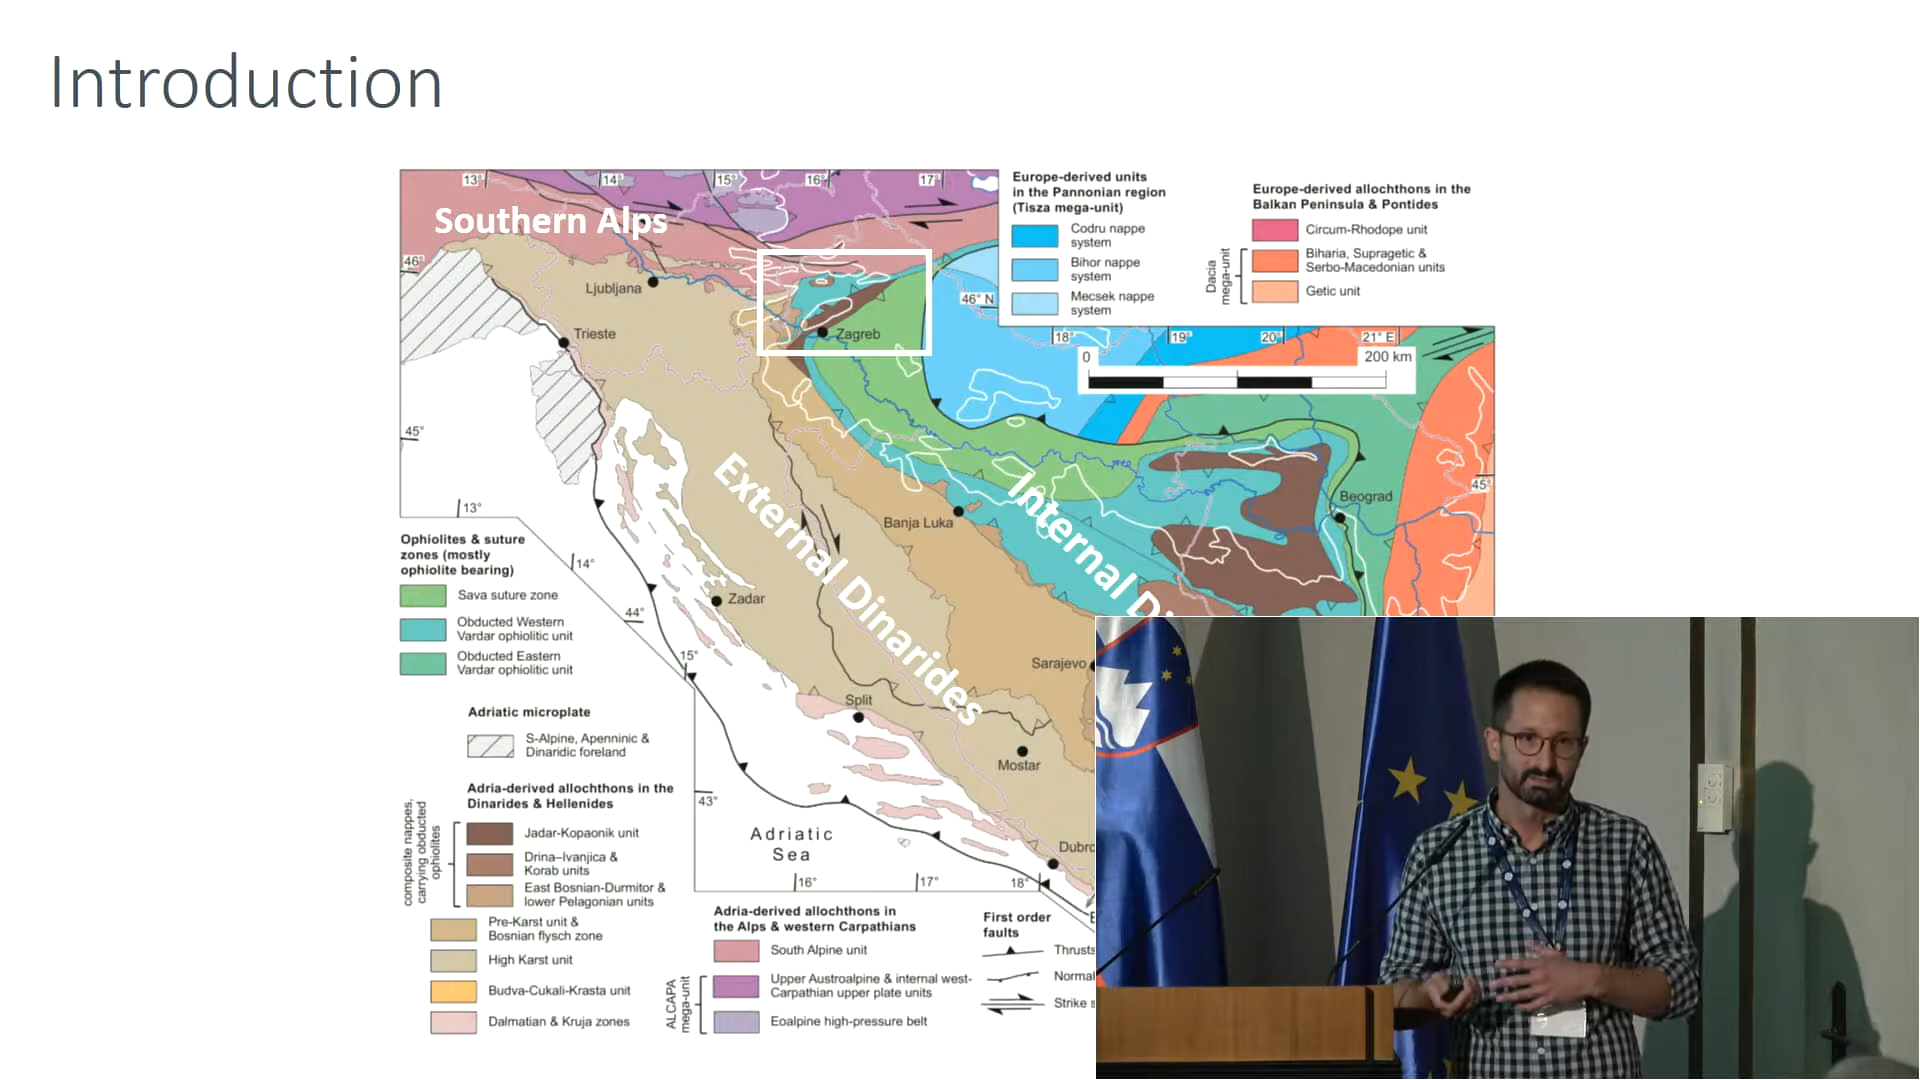 Introduction
13°
14°
15°
16°
17°
Southern Alps
46°
Ljubljana
Trieste
Zagreb
46° N
45°
13°
14°
44°
15°
Zadar
External Dinarides
Banja Luka
Internal Di
Sarajevo
Split
Mostar
43°
Adriatic
Sea
16°
17°
18°
Dubro
18°
19°
20°
21° E
0
200 km
Beograd
45°
Europe-derived units
in the Pannonian region
(Tisza mega-unit)
Codru nappe
system
Bihor nappe
system
Mecsek nappe
system
Europe-derived allochthons in the
Balkan Peninsula & Pontides
Circum-Rhodope unit
Dacia
mega-unit
Biharia, Supragetic &
Serbo-Macedonian units
Getic unit
Ophiolites & suture
zones (mostly
ophiolite bearing)
Sava suture zone
Obducted Western
Vardar ophiolitic unit
Obducted Eastern
Vardar ophiolitic unit
Adriatic microplate
S-Alpine, Apenninic &
Dinaridic foreland
Adria-derived allochthons in the
Dinarides & Hellenides
composite nappes,
carrying obducted
ophiolites
Jadar-Kopaonik unit
Drina–Ivanjica &
Korab units
East Bosnian-Durmitor &
lower Pelagonian units
Pre-Karst unit &
Bosnian flysch zone
High Karst unit
Budva-Cukali-Krasta unit
Dalmatian & Kruja zones
Adria-derived allochthons in
the Alps & western Carpathians
South Alpine unit
ALCAPA
mega-unit
Upper Austroalpine & internal west-
Carpathian upper plate units
Eoalpine high-pressure belt
First order
faults
Thrusts
Normal
Strike s